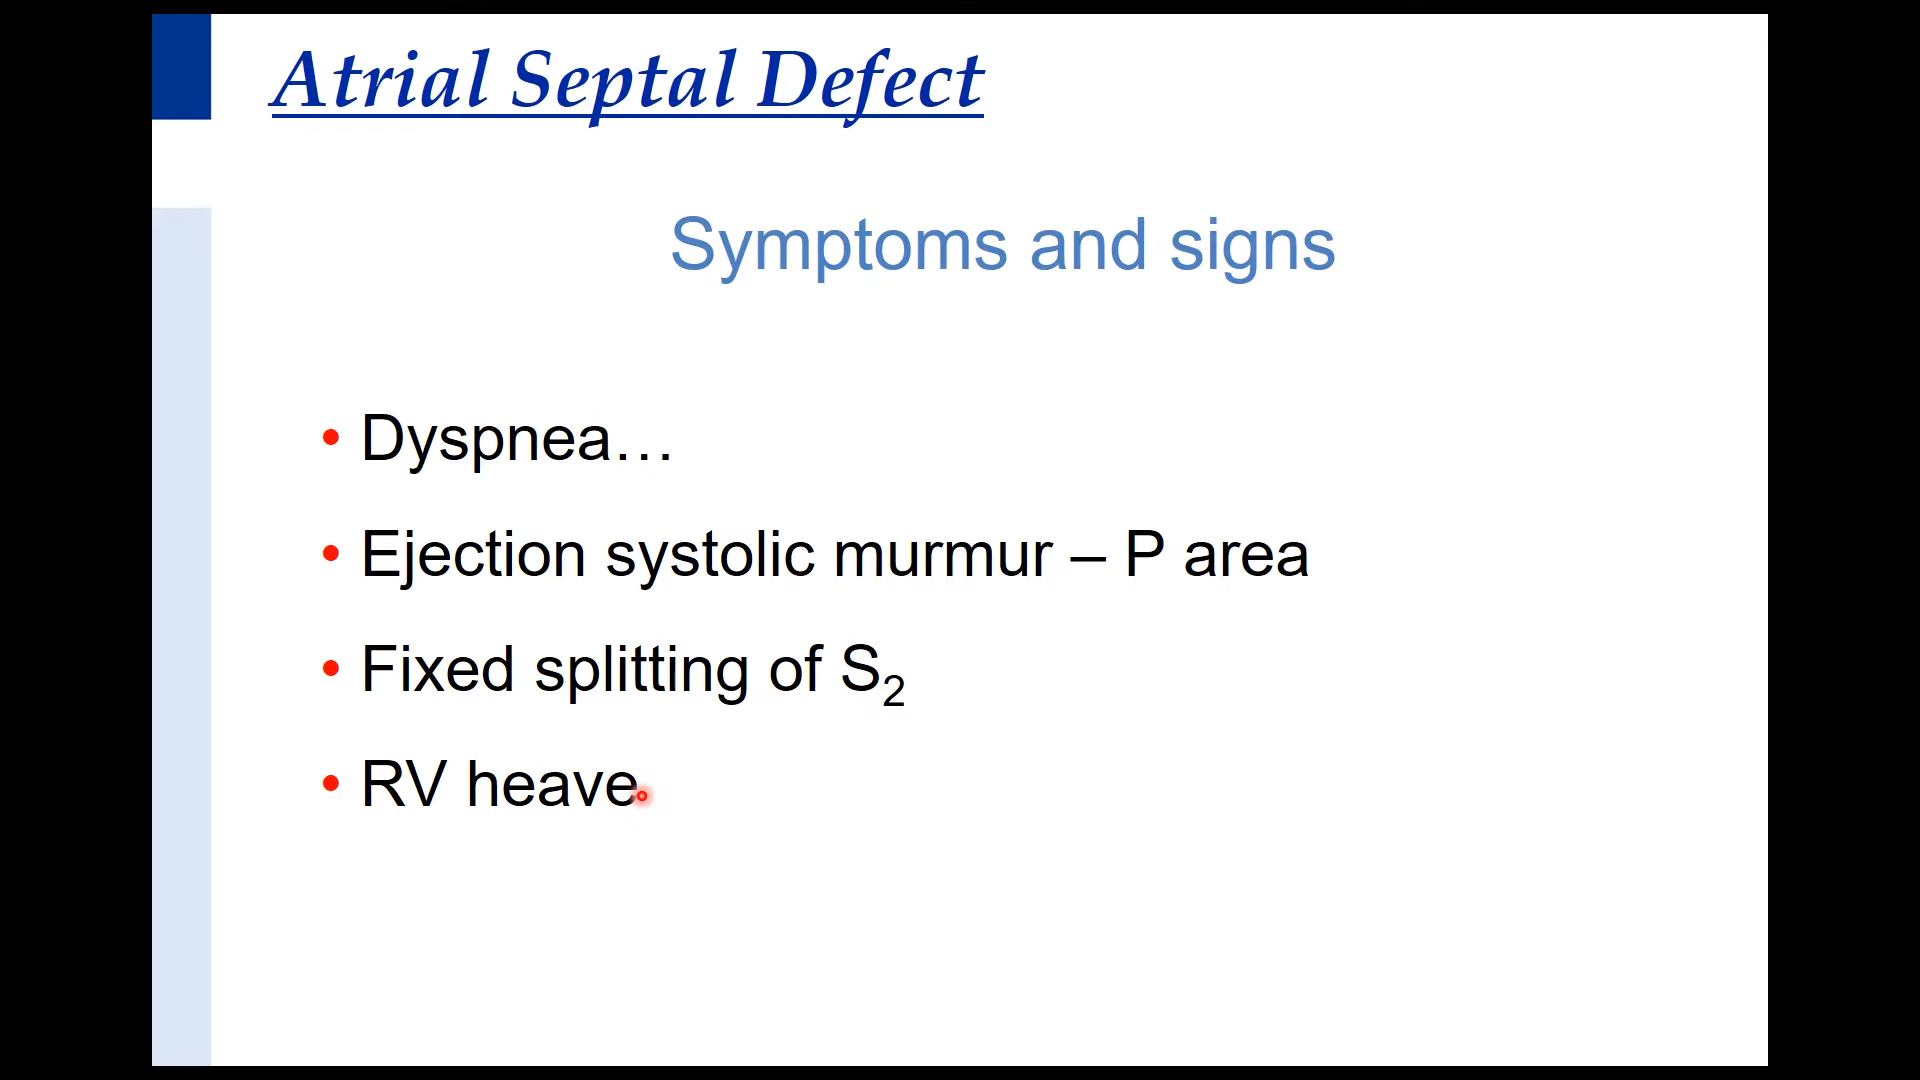 Atrial Septal Defect
Symptoms and signs
• Dyspnea…
• Ejection systolic murmur – P area
• Fixed splitting of S₂
• RV heave